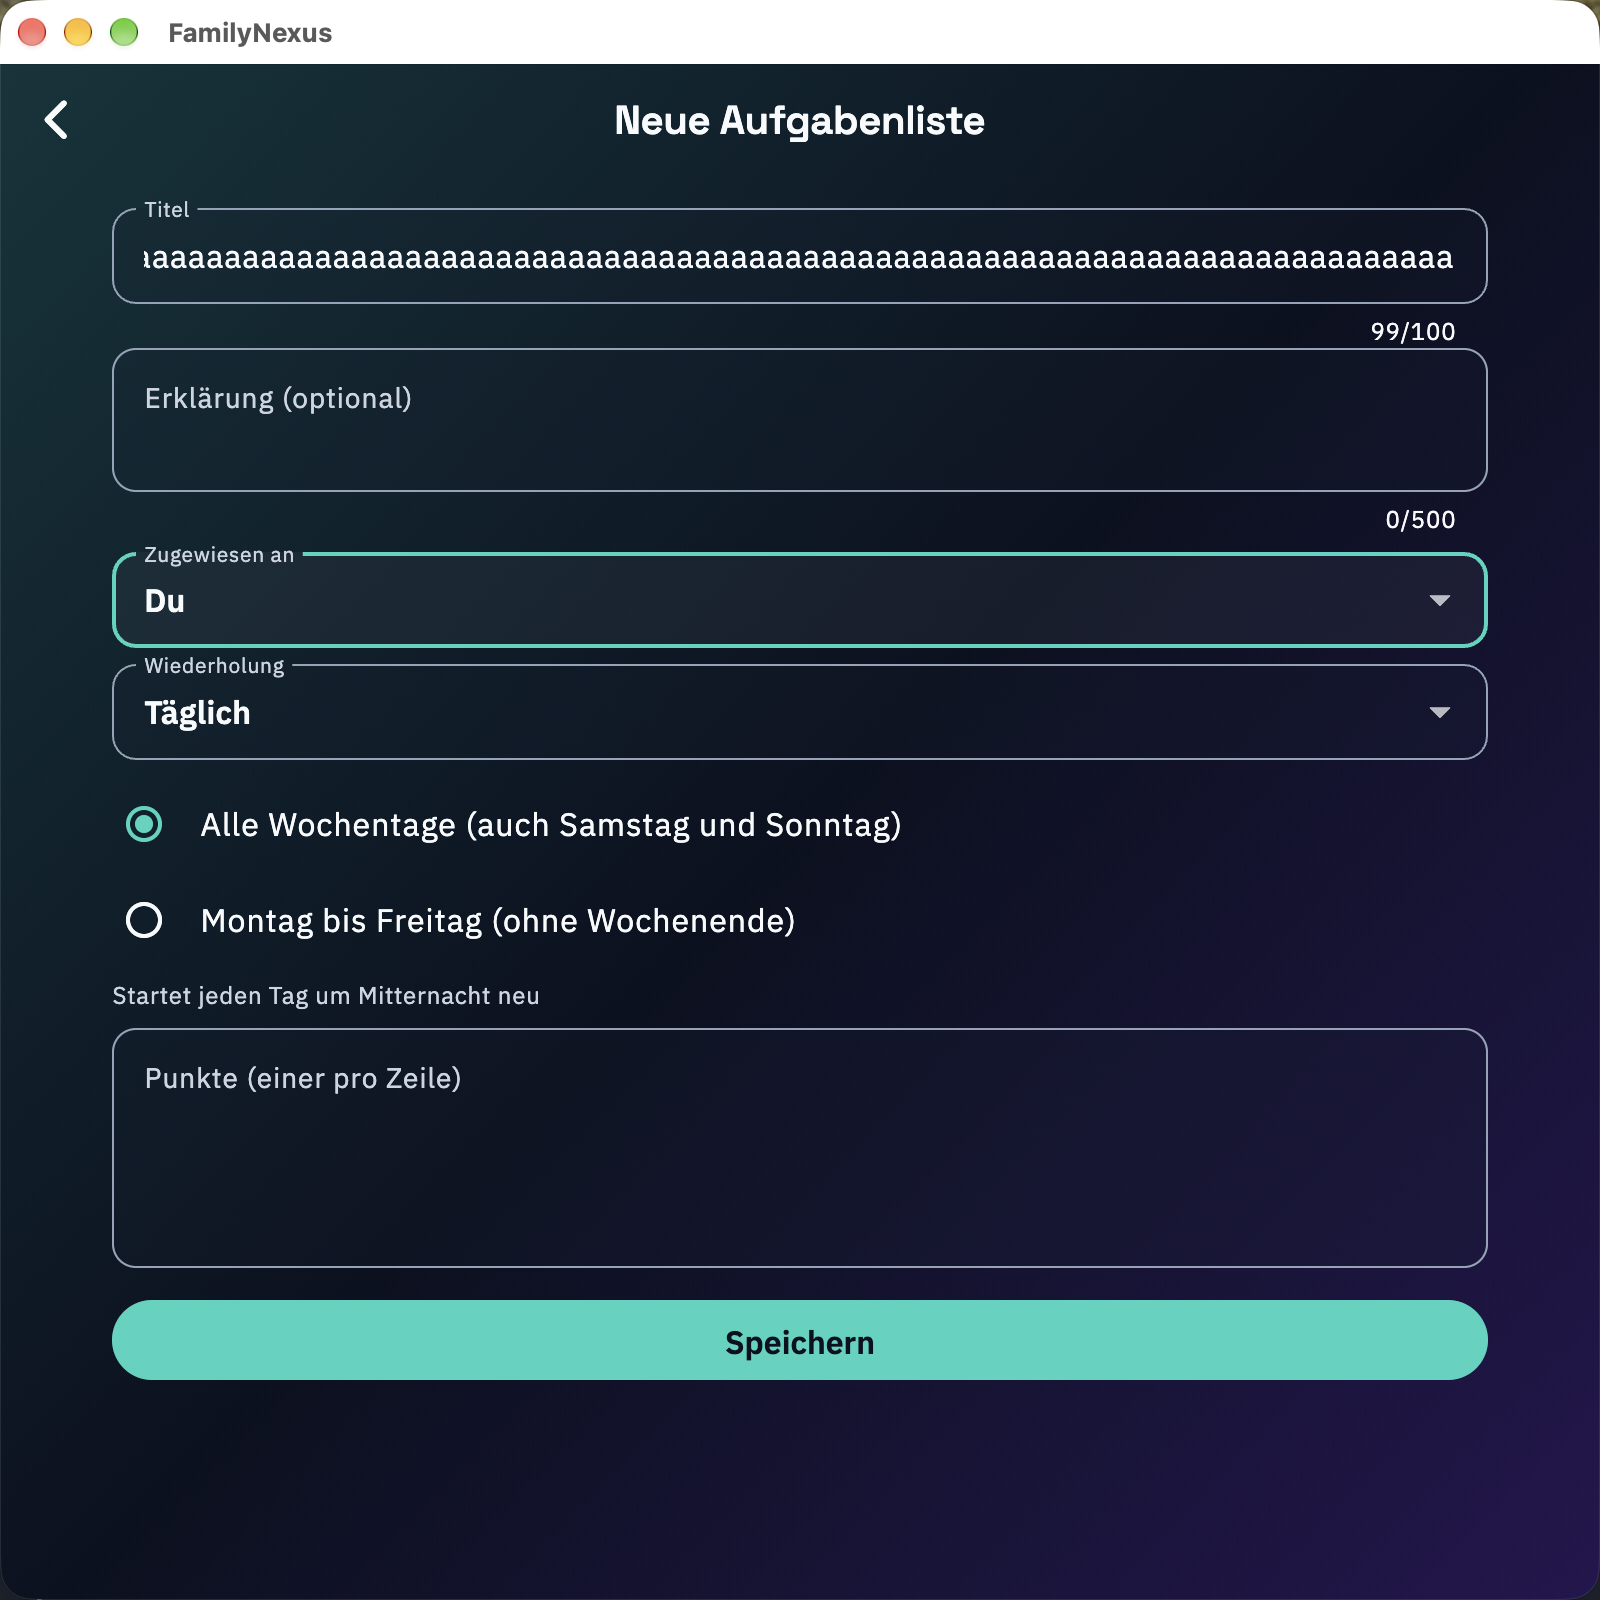 FamilyNexus
Neue Aufgabenliste
Titel
aaaaaaaaaaaaaaaaaaaaaaaaaaaaaaaaaaaaaaaaaaaaaaaaaaaaaaaaaaaaaaaaaaaaaaaaa
99/100
Erklärung (optional)
0/500
Zugewiesen an
Du
Wiederholung
Täglich
Alle Wochentage (auch Samstag und Sonntag)
Montag bis Freitag (ohne Wochenende)
Startet jeden Tag um Mitternacht neu
Punkte (einer pro Zeile)
Speichern